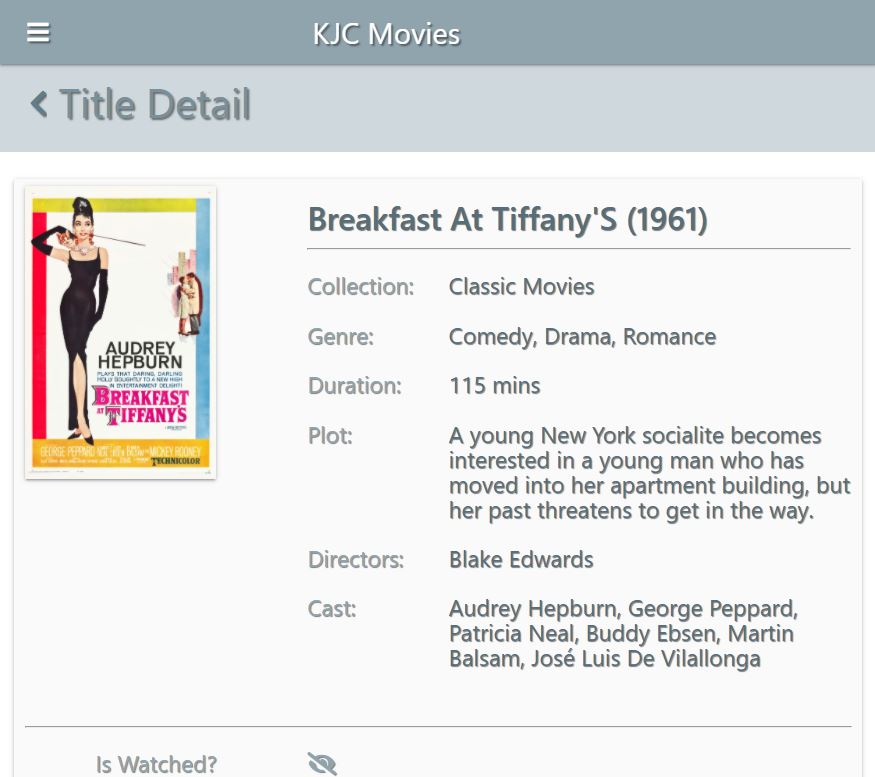 KJC Movies
Title Detail
AUDREY
HEPBURN
PLAYS THAT DARING, DARLING
HOLLY GOLIGHTLY TO A NEW HIGH
IN ENTERTAINMENT DELIGHT!
BREAKFAST
AT TIFFANY'S
TECHNICOLOR
Breakfast At Tiffany'S (1961)
Collection: Classic Movies
Genre: Comedy, Drama, Romance
Duration: 115 mins
Plot: A young New York socialite becomes
interested in a young man who has
moved into her apartment building, but
her past threatens to get in the way.
Directors: Blake Edwards
Cast: Audrey Hepburn, George Peppard,
Patricia Neal, Buddy Ebsen, Martin
Balsam, José Luis De Vilallonga
Is Watched?